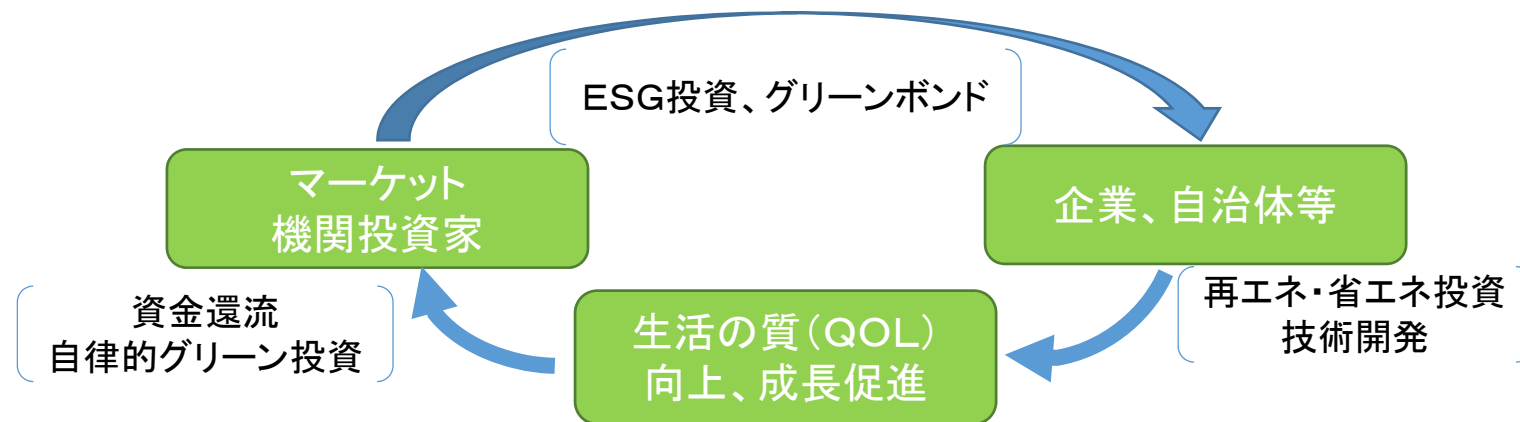 ESG投資、グリーンボンド
マーケット
機関投資家
企業、自治体等
資金還流
自律的グリーン投資
生活の質(QOL)
向上、成長促進
再エネ・省エネ投資
技術開発